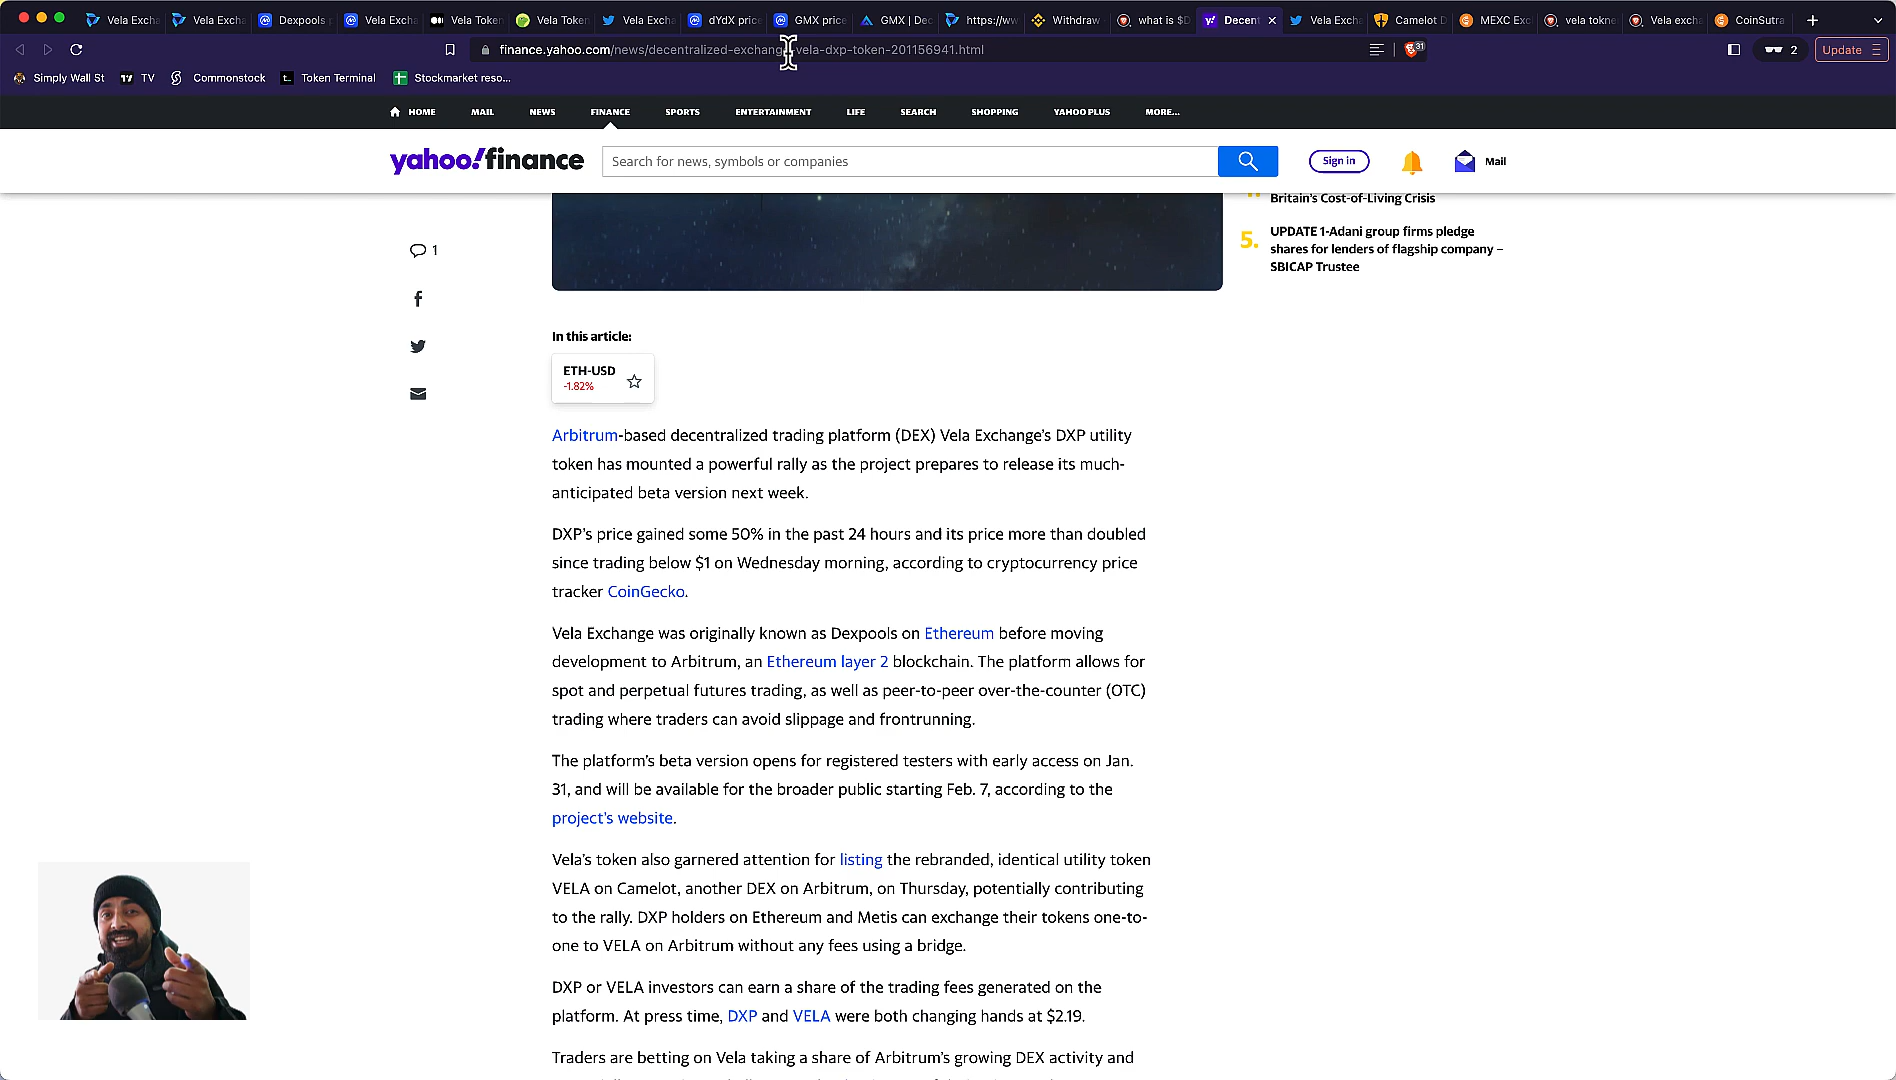 Vela Excha
Vela Excha
Dexpools
Vela Excha
Vela Token
Vela Token
Vela Excha
dYdX price
GMX price
GMX | Dec
https://ww
Withdraw
what is $D
Decent
Vela Excha
Camelot D
MEXC Exc
vela tokne
Vela exch
CoinSutra
finance.yahoo.com/news/decentralized-exchang-vela-dxp-token-201156941.html
31
2
Update
Simply Wall St
TV
Commonstock
Token Terminal
Stockmarket reso...
HOME
MAIL
NEWS
FINANCE
SPORTS
ENTERTAINMENT
LIFE
SEARCH
SHOPPING
YAHOO PLUS
MORE...
yahoo!finance
Search for news, symbols or companies
Sign in
Mail
Britain's Cost-of-Living Crisis
5.
UPDATE 1-Adani group firms pledge
shares for lenders of flagship company –
SBICAP Trustee
1
In this article:
ETH-USD
-1.82%
Arbitrum-based decentralized trading platform (DEX) Vela Exchange's DXP utility
token has mounted a powerful rally as the project prepares to release its much-
anticipated beta version next week.
DXP's price gained some 50% in the past 24 hours and its price more than doubled
since trading below $1 on Wednesday morning, according to cryptocurrency price
tracker CoinGecko.
Vela Exchange was originally known as Dexpools on Ethereum before moving
development to Arbitrum, an Ethereum layer 2 blockchain. The platform allows for
spot and perpetual futures trading, as well as peer-to-peer over-the-counter (OTC)
trading where traders can avoid slippage and frontrunning.
The platform's beta version opens for registered testers with early access on Jan.
31, and will be available for the broader public starting Feb. 7, according to the
project's website.
Vela's token also garnered attention for listing the rebranded, identical utility token
VELA on Camelot, another DEX on Arbitrum, on Thursday, potentially contributing
to the rally. DXP holders on Ethereum and Metis can exchange their tokens one-to-
one to VELA on Arbitrum without any fees using a bridge.
DXP or VELA investors can earn a share of the trading fees generated on the
platform. At press time, DXP and VELA were both changing hands at $2.19.
Traders are betting on Vela taking a share of Arbitrum's growing DEX activity and